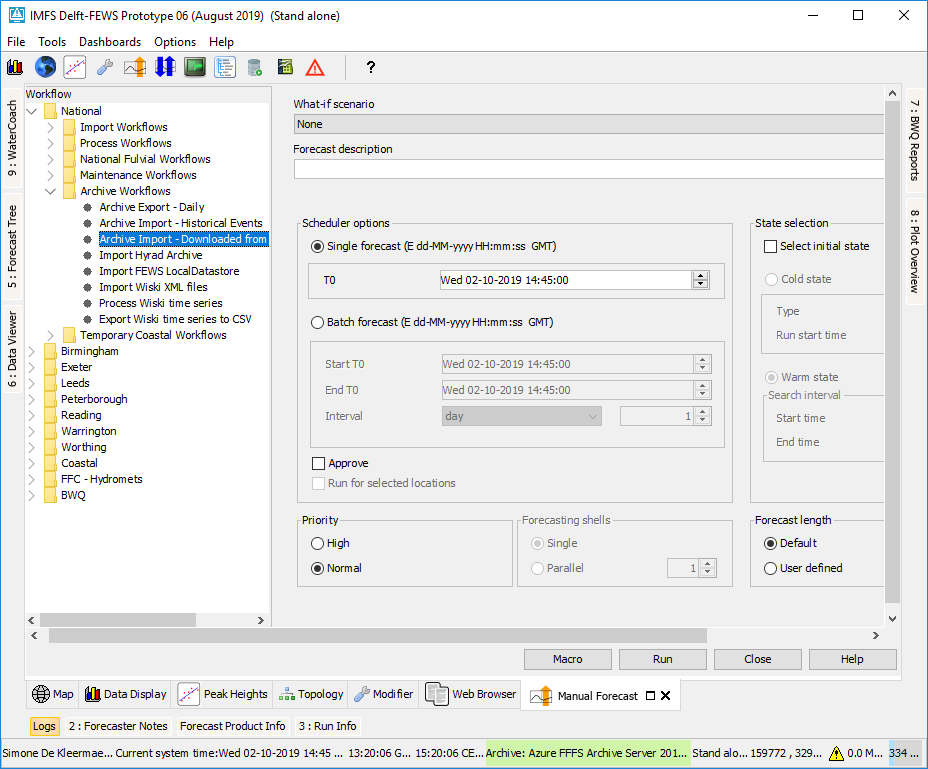 IMFS Delft-FEWS Prototype 06 (August 2019) (Stand alone)
File Tools Dashboards Options Help
?
9 : WaterCoach
5 : Forecast Tree
6 : Data Viewer
Workflow
National
Import Workflows
Process Workflows
National Fulvial Workflows
Maintenance Workflows
Archive Workflows
Archive Export - Daily
Archive Import - Historical Events
Archive Import - Downloaded from
Import Hyrad Archive
Import FEWS LocalDatastore
Import Wiski XML files
Process Wiski time series
Export Wiski time series to CSV
Temporary Coastal Workflows
Birmingham
Exeter
Leeds
Peterborough
Reading
Warrington
Worthing
Coastal
FFC - Hydromets
BWQ
What-if scenario
None
Forecast description
Scheduler options
Single forecast (E dd-MM-yyyy HH:mm:ss GMT)
T0 Wed 02-10-2019 14:45:00
Batch forecast (E dd-MM-yyyy HH:mm:ss GMT)
Start T0 Wed 02-10-2019 14:45:00
End T0 Wed 02-10-2019 14:45:00
Interval day 1
Approve
Run for selected locations
Priority
High
Normal
Forecasting shells
Single
Parallel 1
State selection
Select initial state
Cold state
Type
Run start time
Warm state
Search interval
Start time
End time
Forecast length
Default
User defined
7 : BWQ Reports
8 : Plot Overview
Macro Run Close Help
Map Data Display Peak Heights Topology Modifier Web Browser Manual Forecast
Logs 2 : Forecaster Notes Forecast Product Info 3 : Run Info
Simone De Kleermae... Current system time:Wed 02-10-2019 14:45 ... 13:20:06 G... 15:20:06 CE... Archive: Azure FFFS Archive Server 201... Stand alo... 159772 , 329... 0.0 M... 334 ...